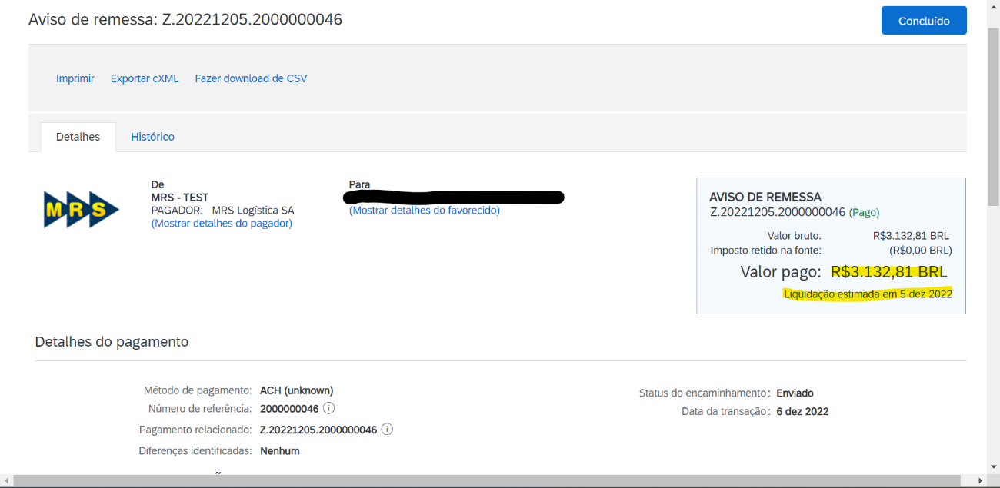 Aviso de remessa: Z.20221205.2000000046
Concluído
Imprimir Exportar cXML Fazer download de CSV
Detalhes Histórico
MRS
De
MRS - TEST
PAGADOR: MRS Logística SA
(Mostrar detalhes do pagador)
Para
(Mostrar detalhes do favorecido)
AVISO DE REMESSA
Z.20221205.2000000046 (Pago)
Valor bruto: R$3.132,81 BRL
Imposto retido na fonte: (R$0,00 BRL)
Valor pago: R$3.132,81 BRL
Liquidação estimada em 5 dez 2022
Detalhes do pagamento
Método de pagamento: ACH (unknown)
Número de referência: 2000000046
Pagamento relacionado: Z.20221205.2000000046
Diferenças identificadas: Nenhum
Status do encaminhamento: Enviado
Data da transação: 6 dez 2022